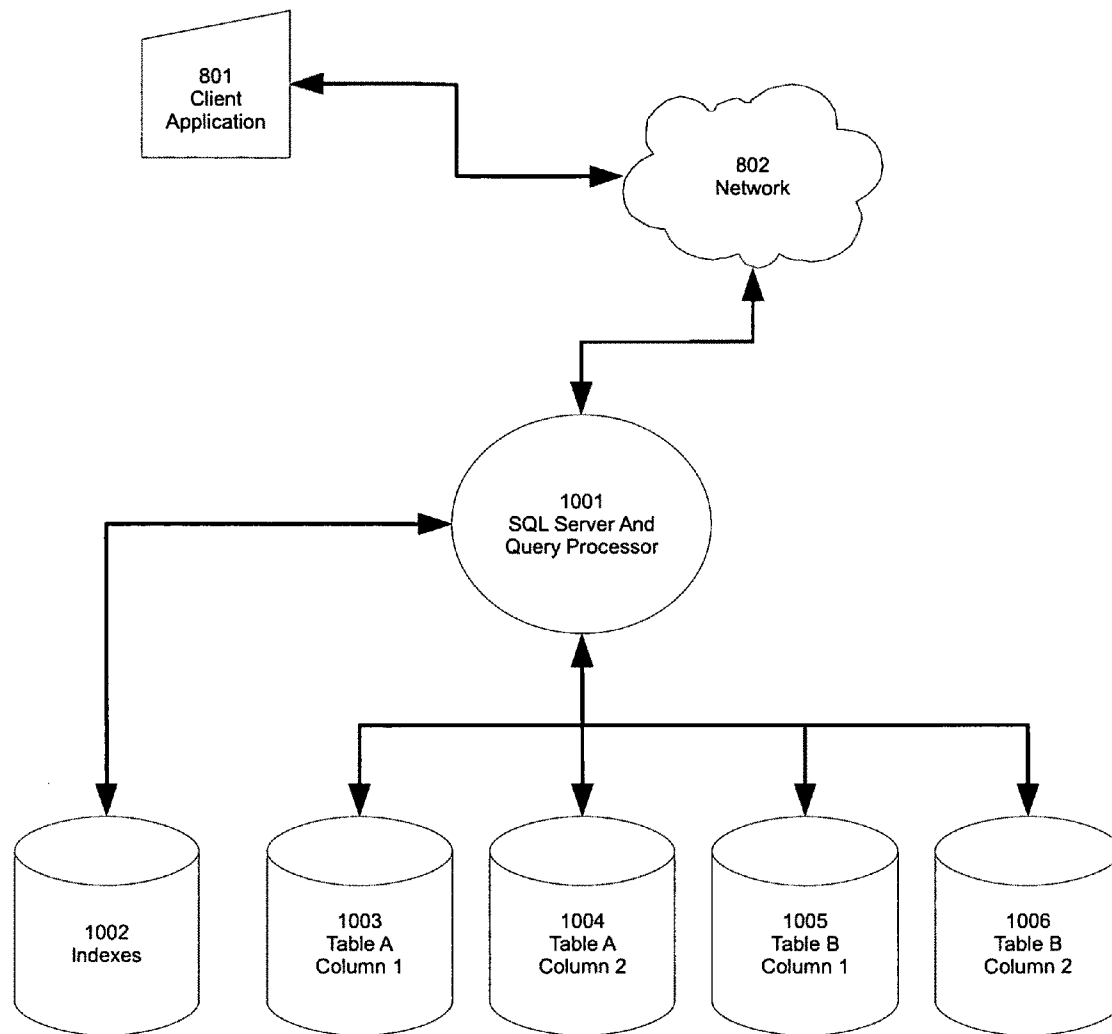 801
Client
Application
802
Network
1001
SQL Server And
Query Processor
1002
Indexes
1003
Table A
Column 1
1004
Table A
Column 2
1005
Table B
Column 1
1006
Table B
Column 2